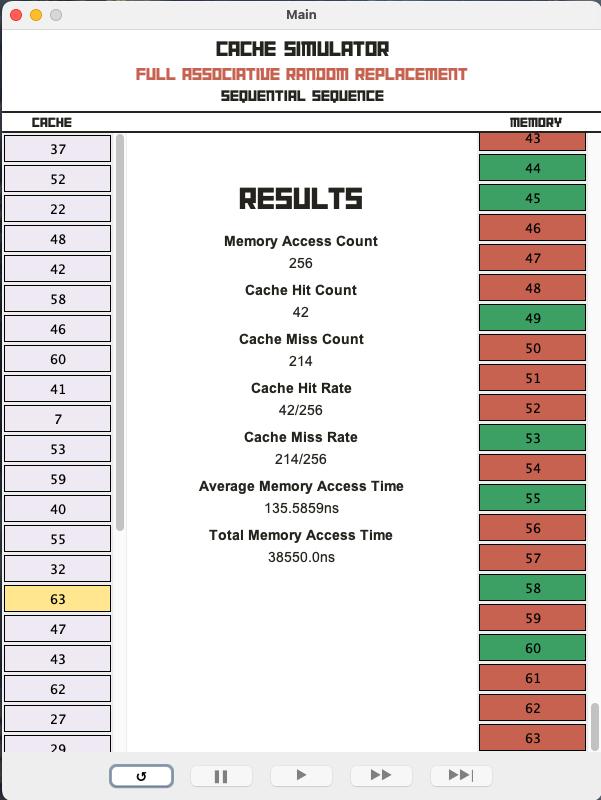 Main
CACHE SIMULATOR
FULL ASSOCIATIVE RANDOM REPLACEMENT
SEQUENTIAL SEQUENCE
CACHE
MEMORY
37
52
22
48
42
58
46
60
41
7
53
59
40
55
32
63
47
43
62
27
29
RESULTS
Memory Access Count
256
Cache Hit Count
42
Cache Miss Count
214
Cache Hit Rate
42/256
Cache Miss Rate
214/256
Average Memory Access Time
135.5859ns
Total Memory Access Time
38550.0ns
43
44
45
46
47
48
49
50
51
52
53
54
55
56
57
58
59
60
61
62
63